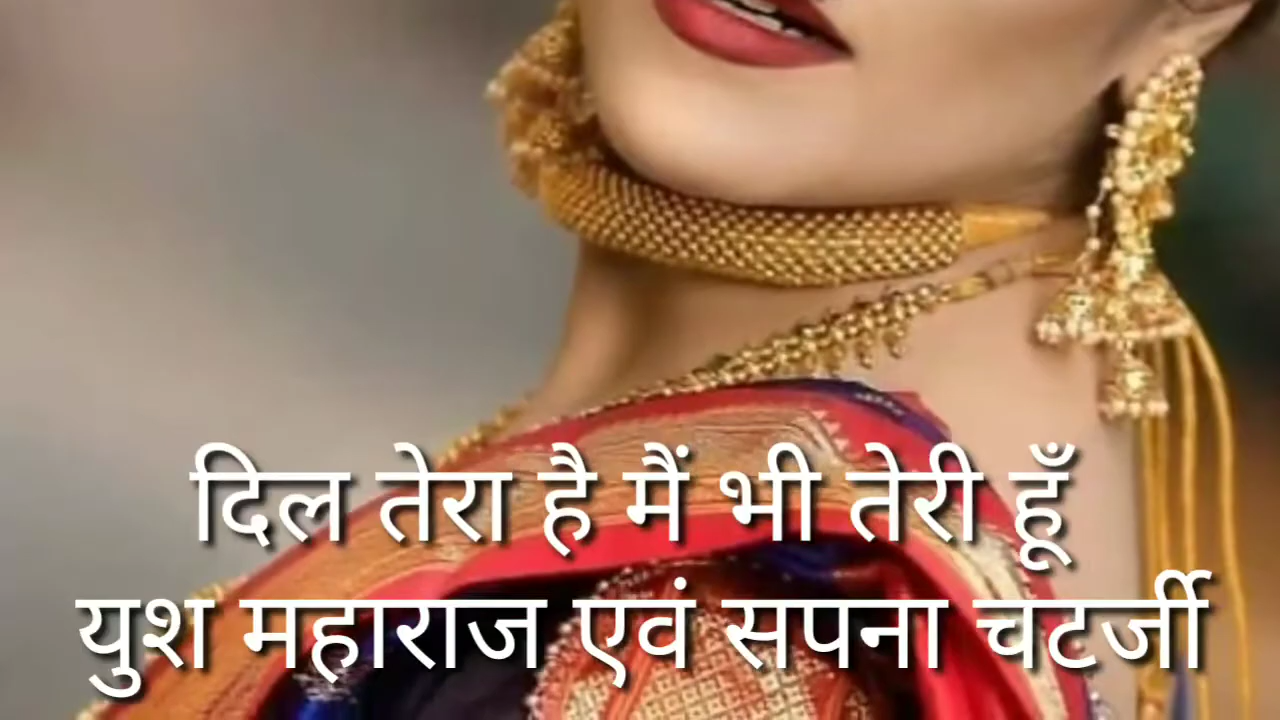 दिल तेरा है मैं भी तेरी हूँ
युश महाराज एवं सपना चटर्जी